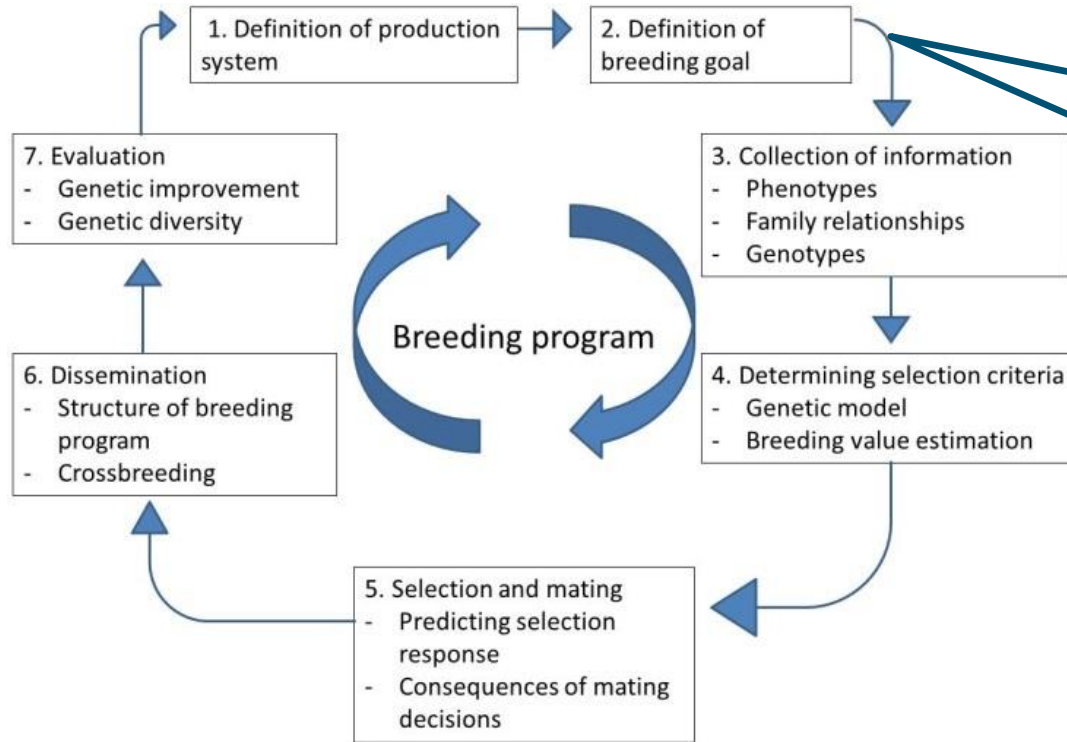 1. Definition of production
system
2. Definition of
breeding goal
3. Collection of information
- Phenotypes
- Family relationships
- Genotypes
4. Determining selection criteria
- Genetic model
- Breeding value estimation
5. Selection and mating
- Predicting selection
response
- Consequences of mating
decisions
6. Dissemination
- Structure of breeding
program
- Crossbreeding
7. Evaluation
- Genetic improvement
- Genetic diversity
Breeding program